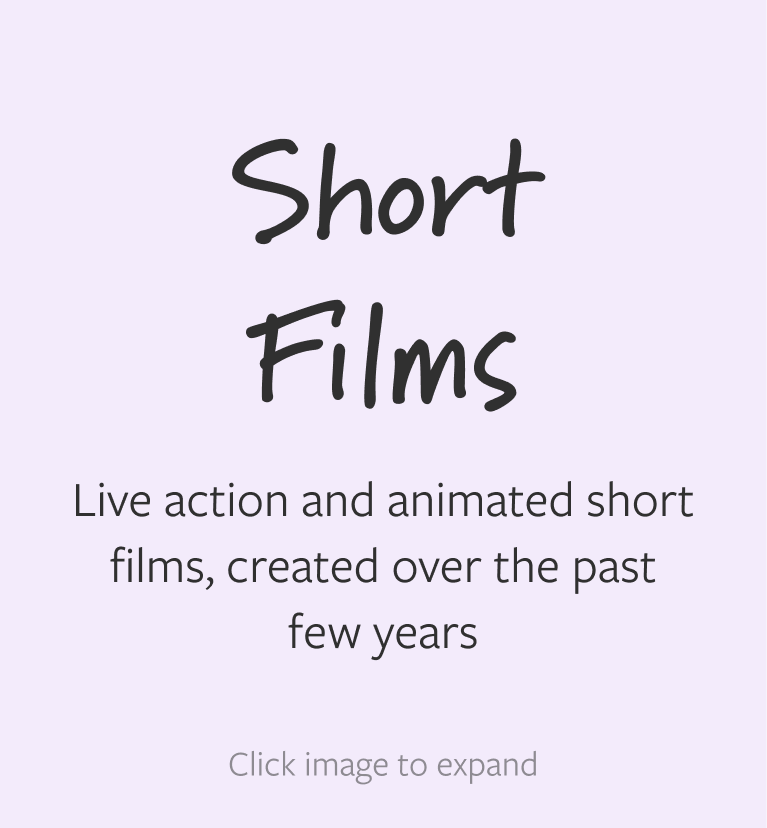 Short
Films
Live action and animated short
films, created over the past
few years
Click image to expand